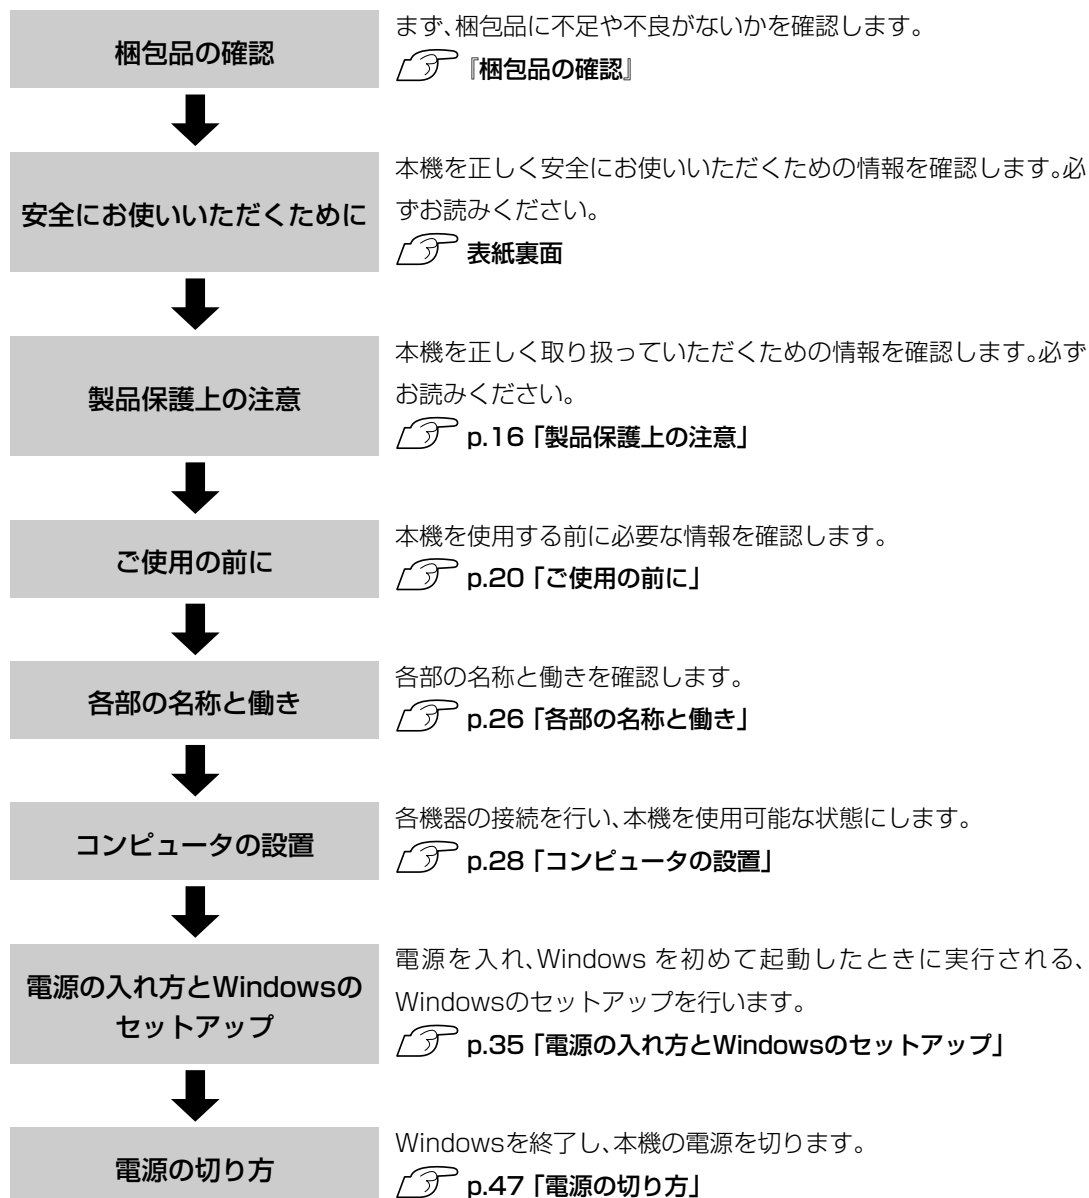 梱包品の確認
まず、梱包品に不足や不良がないかを確認します。
『梱包品の確認』
安全にお使いいただくために
本機を正しく安全にお使いいただくための情報を確認します。必
ずお読みください。
表紙裏面
製品保護上の注意
本機を正しく取り扱っていただくための情報を確認します。必ず
お読みください。
p.16「製品保護上の注意」
ご使用の前に
本機を使用する前に必要な情報を確認します。
p.20「ご使用の前に」
各部の名称と働き
各部の名称と働きを確認します。
p.26「各部の名称と働き」
コンピュータの設置
各機器の接続を行い、本機を使用可能な状態にします。
p.28「コンピュータの設置」
電源の入れ方とWindowsの
セットアップ
電源を入れ、Windows を初めて起動したときに実行される、
Windowsのセットアップを行います。
p.35「電源の入れ方とWindowsのセットアップ」
電源の切り方
Windowsを終了し、本機の電源を切ります。
p.47「電源の切り方」